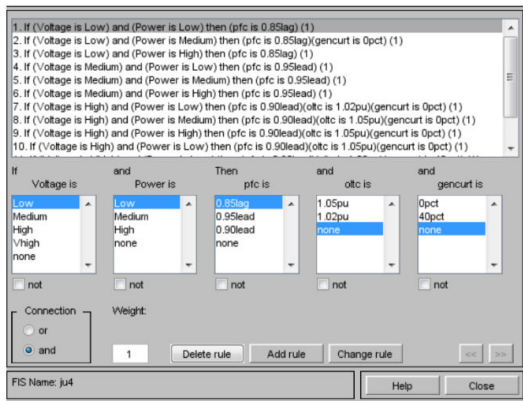 1. If (Voltage is Low) and (Power is Low) then (pfc is 0.85lag) (1)
2. If (Voltage is Low) and (Power is Medium) then (pfc is 0.85lag)(gencurt is 0pct) (1)
3. If (Voltage is Low) and (Power is High) then (pfc is 0.85lag) (1)
4. If (Voltage is Medium) and (Power is Low) then (pfc is 0.95lead) (1)
5. If (Voltage is Medium) and (Power is Medium) then (pfc is 0.95lead) (1)
6. If (Voltage is Medium) and (Power is High) then (pfc is 0.95lead) (1)
7. If (Voltage is High) and (Power is Low) then (pfc is 0.90lead)(oltc is 1.02pu)(gencurt is 0pct) (1)
8. If (Voltage is High) and (Power is Medium) then (pfc is 0.90lead)(oltc is 1.05pu)(gencurt is 0pct) (1)
9. If (Voltage is High) and (Power is High) then (pfc is 0.90lead)(oltc is 1.05pu)(gencurt is 0pct) (1)
10. If (Voltage is High) and (Power is High) then (pfc is 0.90lead)(oltc is 1.05pu)(gencurt is 0pct) (1)
If and Then and and
Voltage is Power is pfc is oltc is gencurt is
Low Low 0.85lag 1.05pu 0pct
Medium Medium 0.95lead 1.02pu 40pct
High High 0.90lead none none
Vhigh none none
none
not not not not not
Connection Weight:
or
and 1 Delete rule Add rule Change rule << >>
FIS Name: ju4 Help Close